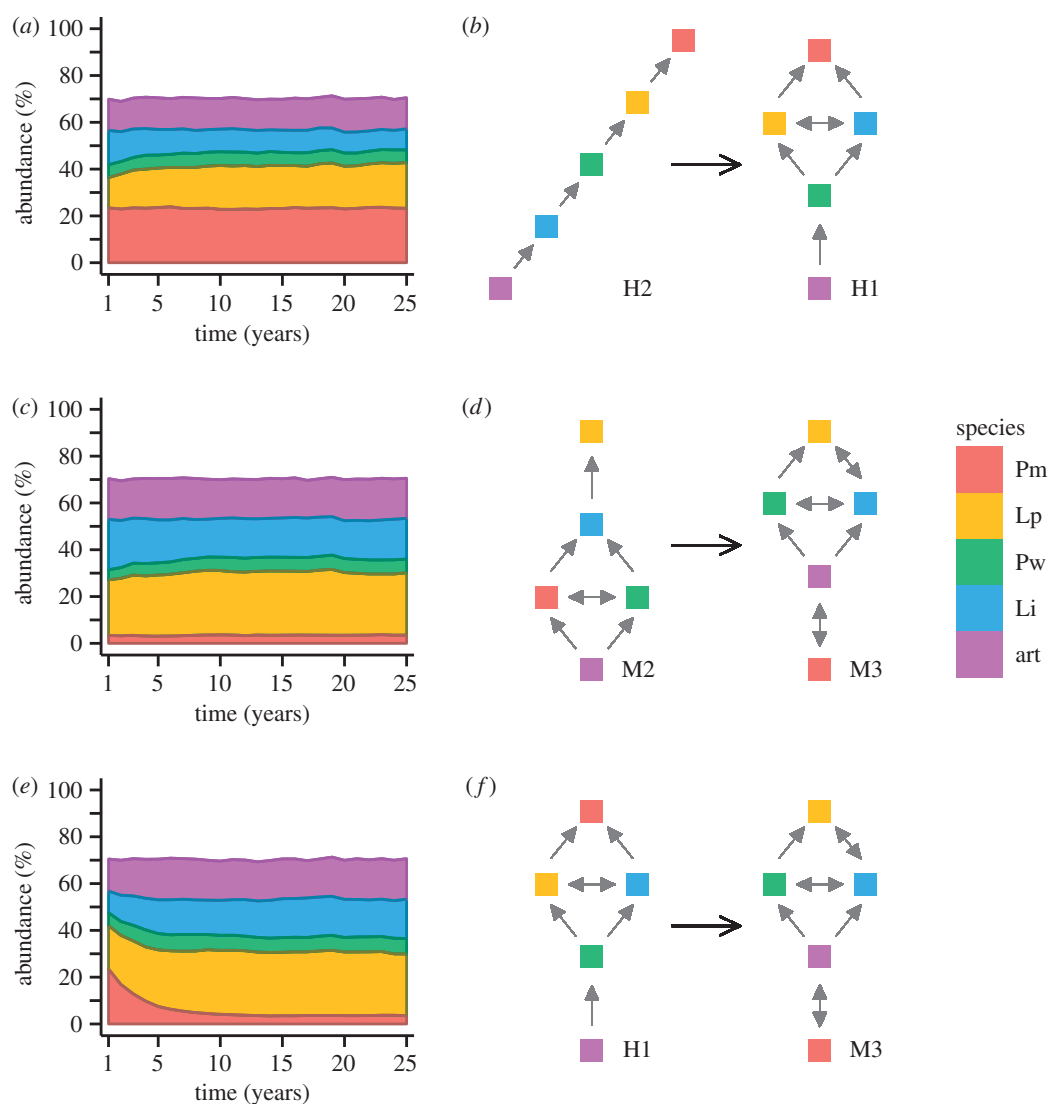 (a)
abundance (%)
100
80
60
40
20
0
1 5 10 15 20 25
time (years)
(b)
H2
H1
(c)
abundance (%)
100
80
60
40
20
0
1 5 10 15 20 25
time (years)
(d)
M2
M3
species
Pm
Lp
Pw
Li
art
(e)
abundance (%)
100
80
60
40
20
0
1 5 10 15 20 25
time (years)
(f)
H1
M3